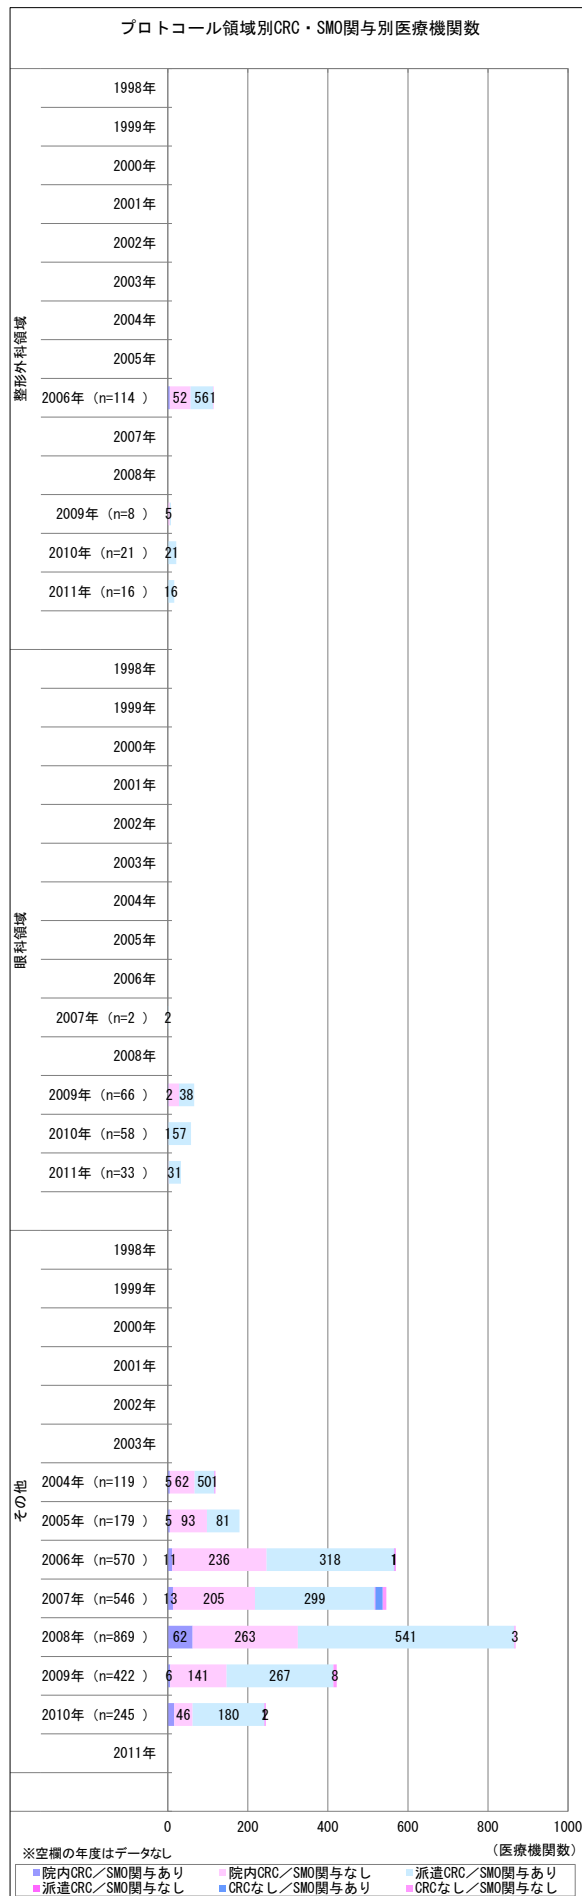 プロトコール領域別CRC・SMO関与別医療機関数
整形外科領域
1998年
1999年
2000年
2001年
2002年
2003年
2004年
2005年
2006年 (n=114 ) 52 561
2007年
2008年
2009年 (n=8 ) 5
2010年 (n=21 ) 21
2011年 (n=16 ) 16
眼科領域
1998年
1999年
2000年
2001年
2002年
2003年
2004年
2005年
2006年
2007年 (n=2 ) 2
2008年
2009年 (n=66 ) 2 38
2010年 (n=58 ) 157
2011年 (n=33 ) 31
その他
1998年
1999年
2000年
2001年
2002年
2003年
2004年 (n=119 ) 5 62 501
2005年 (n=179 ) 5 93 81
2006年 (n=570 ) 11 236 318 1
2007年 (n=546 ) 13 205 299
2008年 (n=869 ) 62 263 541 3
2009年 (n=422 ) 6 141 267 8
2010年 (n=245 ) 46 180 2
2011年
0 200 400 600 800 1000
※空欄の年度はデータなし (医療機関数)
院内CRC／SMO関与あり 院内CRC／SMO関与なし 派遣CRC／SMO関与あり
派遣CRC／SMO関与なし CRCなし／SMO関与あり CRCなし／SMO関与なし